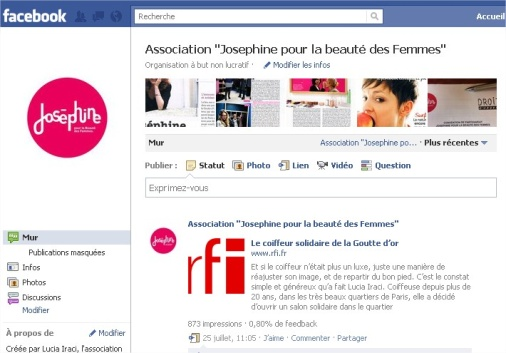 facebook
Recherche
Accueil
Association "Josephine pour la beauté des Femmes"
Organisation à but non lucratif · Modifier les infos
Joséphine
pour la Beauté
des Femmes
éphine
DROIT
Mur
Association "Josephine po... · Plus récentes
Publier : Statut Photo Lien Vidéo Question
Exprimez-vous
Mur
Publications masquées
Infos
Photos
Discussions
Modifier
À propos de Modifier
Créée par Lucia Iraci, l'association
Joséphine
Association "Josephine pour la beauté des Femmes"
rfi
Le coiffeur solidaire de la Goutte d'or
www.rfi.fr
Et si le coiffeur n'était plus un luxe, juste une manière de
réajuster son image, et de repartir du bon pied. C'est le constat
simple et généreux qu'a fait Lucia Iraci. Coiffeuse depuis plus de
20 ans, dans les très beaux quartiers de Paris, elle a décidé
d'ouvrir un salon solidaire dans le quartier
873 impressions · 0,80% de feedback
25 juillet, 11:05 · J'aime · Commenter · Partager